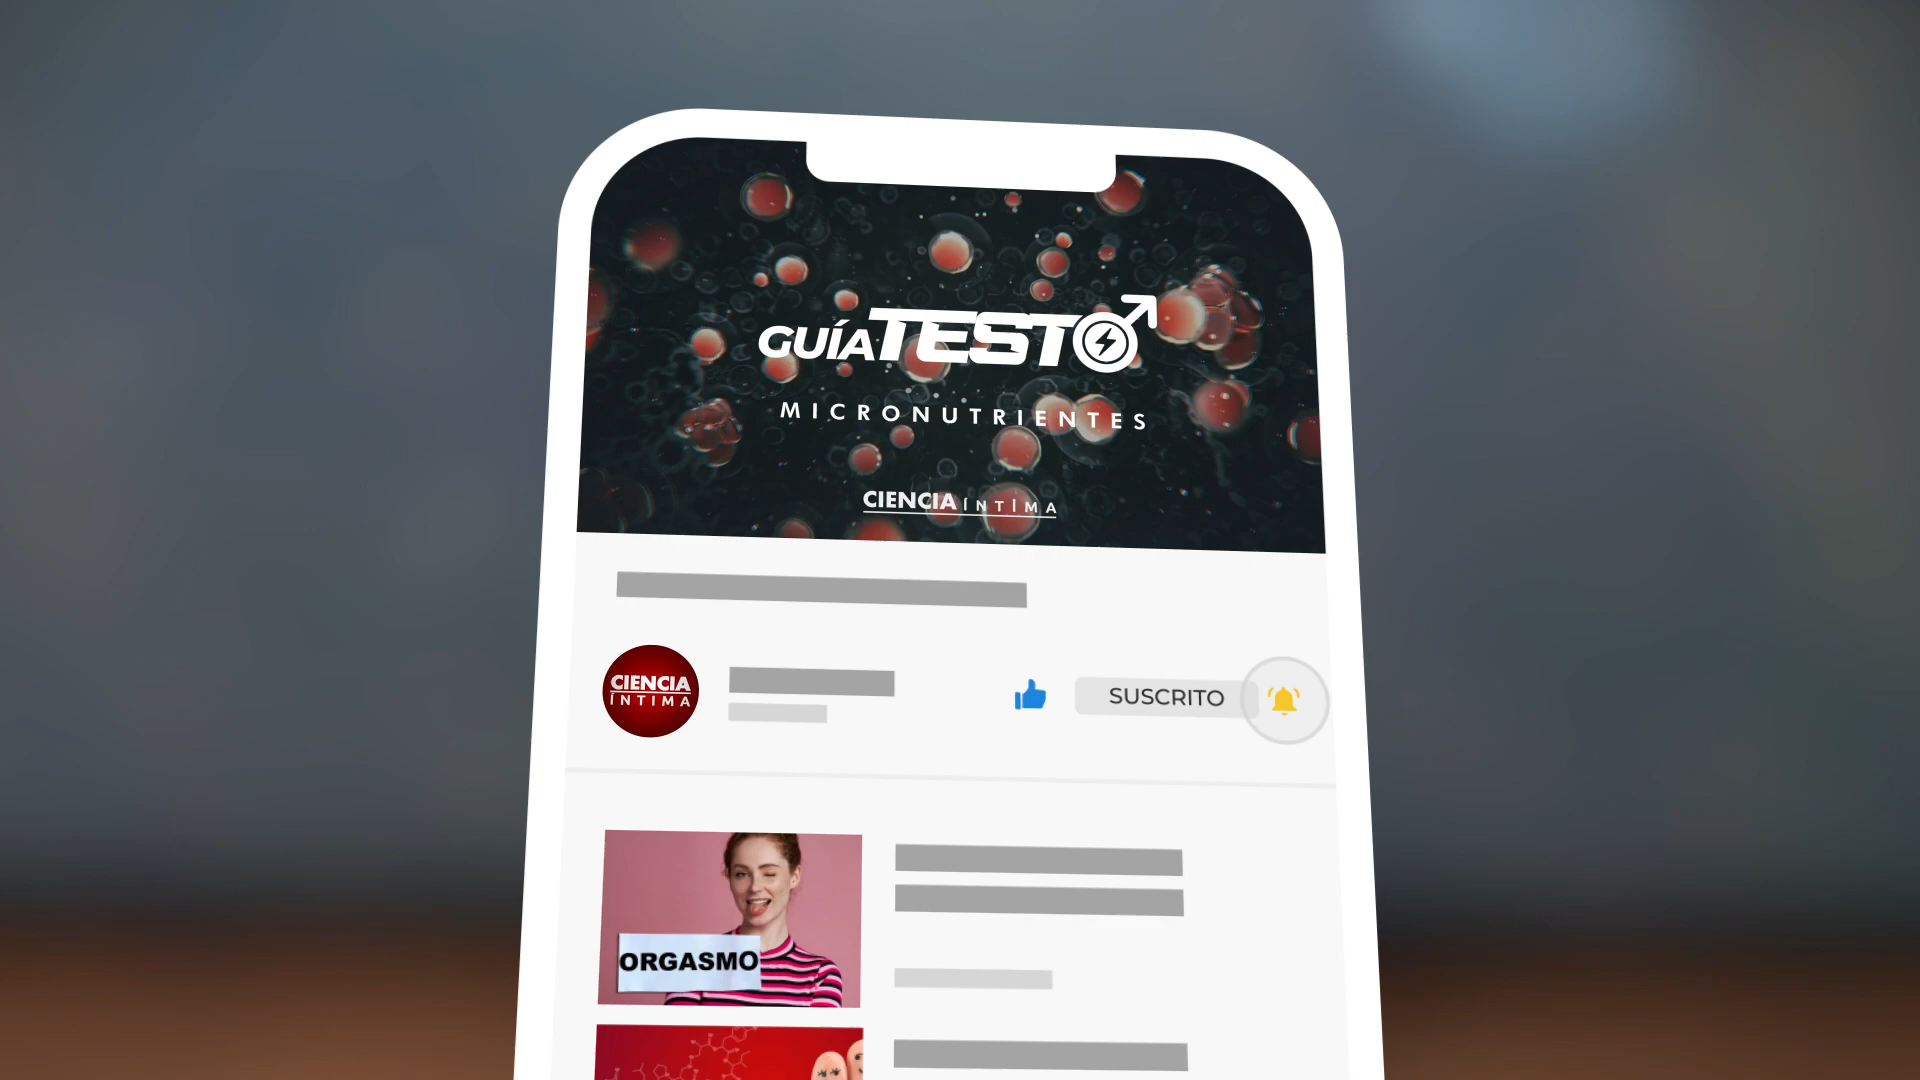 GUÍATESTO
MICRONUTRIENTES
CIENCIA ÍNTIMA
CIENCIA
ÍNTIMA
SUSCRITO
ORGASMO